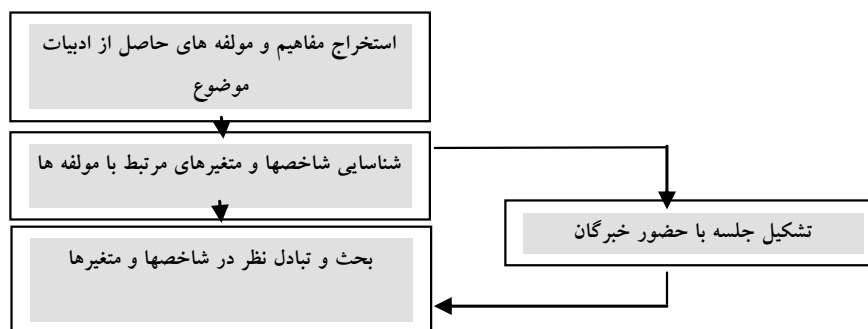 استخراج مفاهیم و مولفه های حاصل از ادبیات
موضوع
شناسایی شاخصها و متغیرهای مرتبط با مولفه ها
تشکیل جلسه با حضور خبرگان
بحث و تبادل نظر در شاخصها و متغیرها